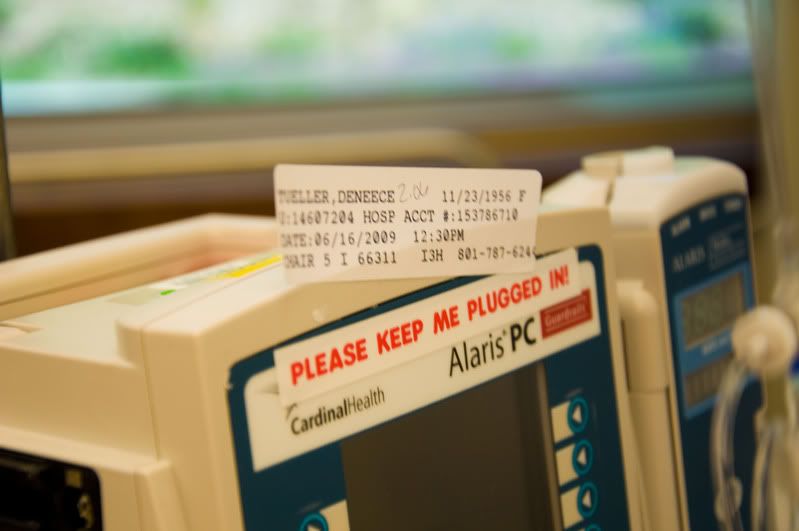 TUELLER, DENEECE 11/23/1956 F
:14607204 HOSP ACCT #:153786710
DATE:06/16/2009 12:30PM
CHAIR 5 I 66311 I3H 801-787-624
PLEASE KEEP ME PLUGGED IN!
Alaris® PC Guardrails
CardinalHealth
ALARIS